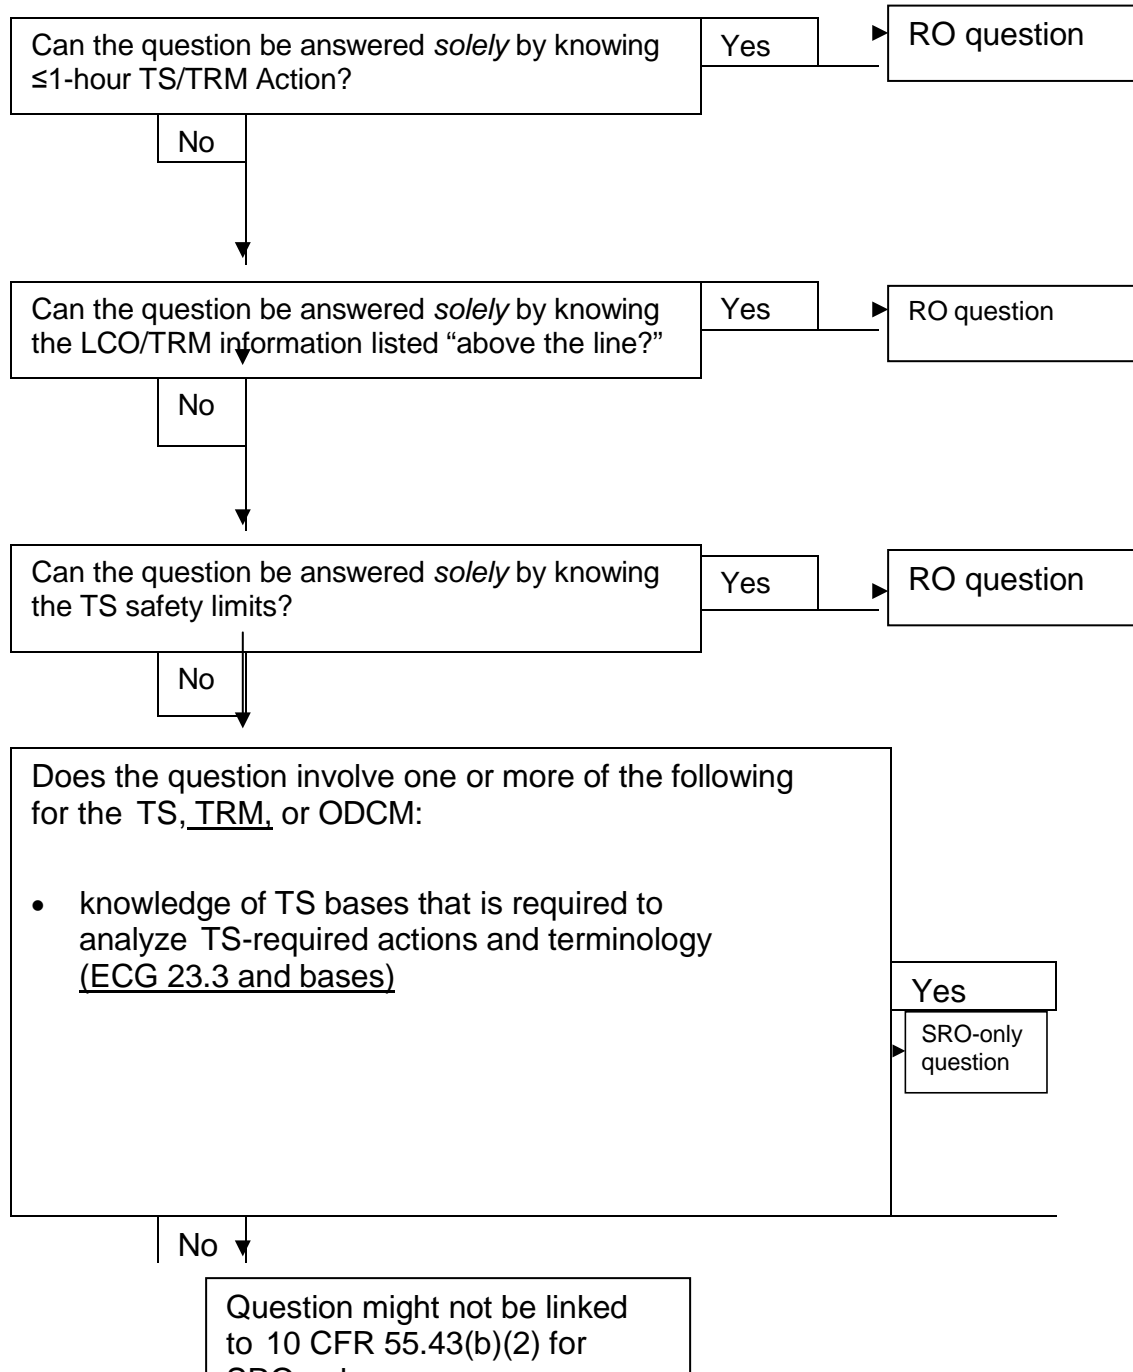 Can the question be answered solely by knowing
≤1-hour TS/TRM Action?
Yes
RO question
No
Can the question be answered solely by knowing
the LCO/TRM information listed “above the line?”
Yes
RO question
No
Can the question be answered solely by knowing
the TS safety limits?
Yes
RO question
No
Does the question involve one or more of the following
for the TS, TRM, or ODCM:
• knowledge of TS bases that is required to
analyze TS-required actions and terminology
(ECG 23.3 and bases)
Yes
SRO-only
question
No
Question might not be linked
to 10 CFR 55.43(b)(2) for